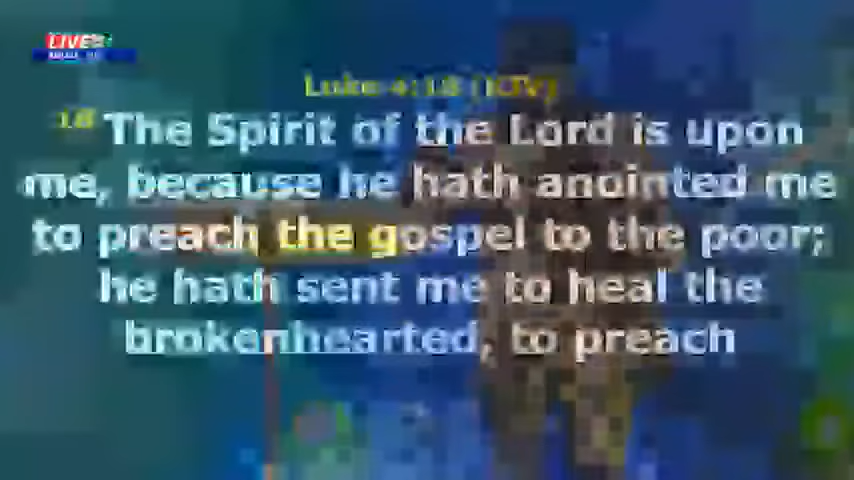 LIVE
Luke 4:18 (KJV)
18 The Spirit of the Lord is upon
me, because he hath anointed me
to preach the gospel to the poor;
he hath sent me to heal the
brokenhearted, to preach